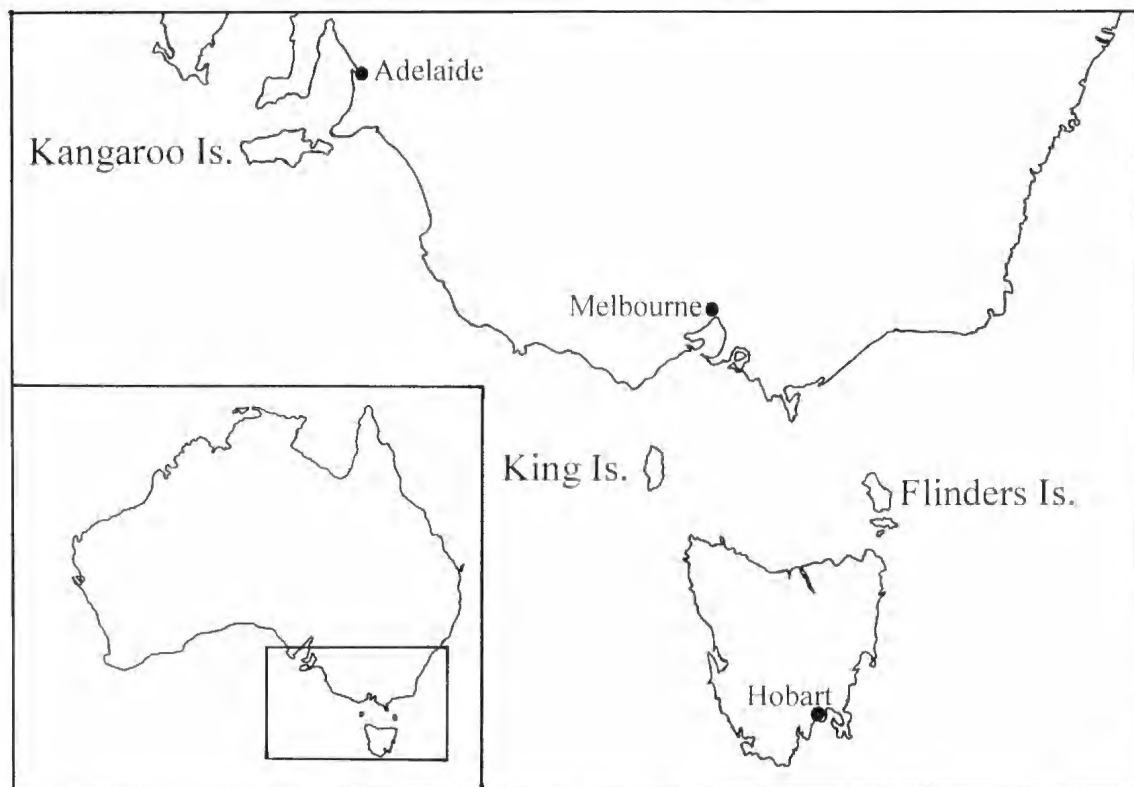 Adelaide
Kangaroo Is.
Melbourne
King Is.
Flinders Is.
Hobart